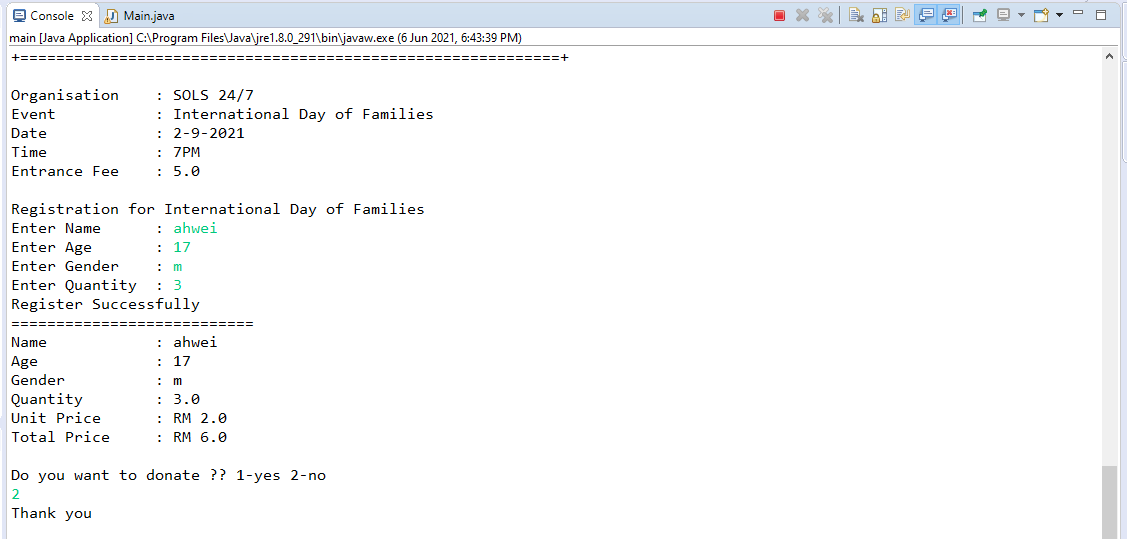 Console Main.java
main [Java Application] C:\Program Files\Java\jre1.8.0_291\bin\javaw.exe (6 Jun 2021, 6:43:39 PM)
+============================================================+
Organisation    : SOLS 24/7
Event           : International Day of Families
Date            : 2-9-2021
Time            : 7PM
Entrance Fee    : 5.0
Registration for International Day of Families
Enter Name      : ahwei
Enter Age       : 17
Enter Gender    : m
Enter Quantity  : 3
Register Successfully
===========================
Name            : ahwei
Age             : 17
Gender          : m
Quantity        : 3.0
Unit Price      : RM 2.0
Total Price     : RM 6.0
Do you want to donate ?? 1-yes 2-no
2
Thank you